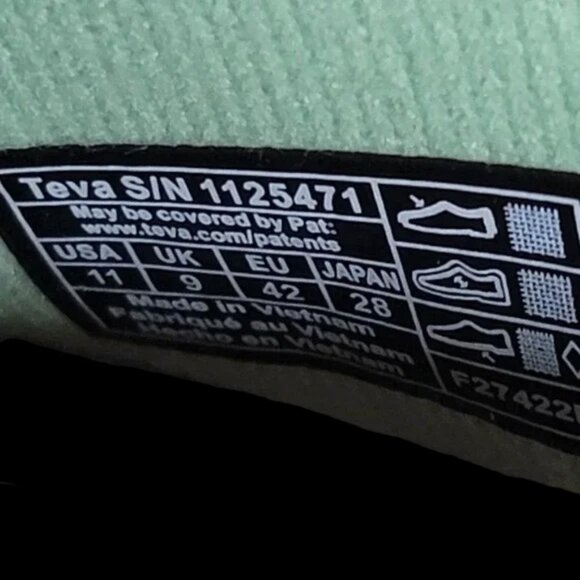 Teva S/N 1125471
May be covered by Pat:
www.teva.com/patents
USA UK EU JAPAN
11 9 42 28
Made in Vietnam
Fabriqué au Vietnam
Hecho en Vietnam
F27422